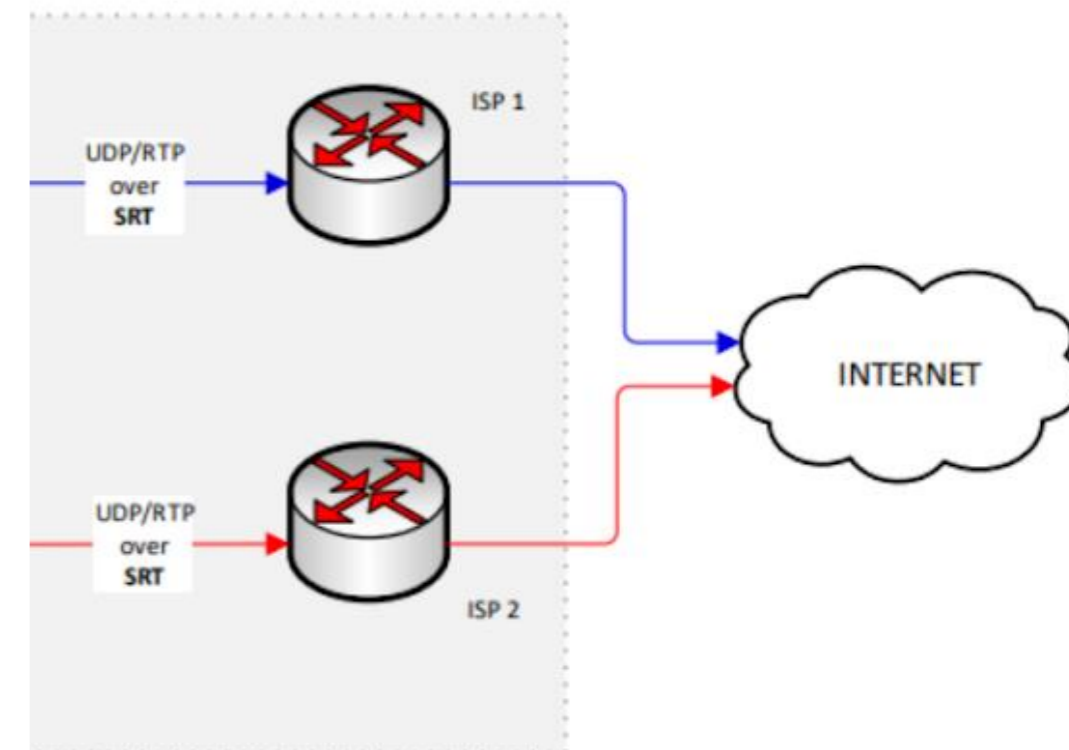 ISP 1
UDP/RTP
over
SRT
INTERNET
UDP/RTP
over
SRT
ISP 2